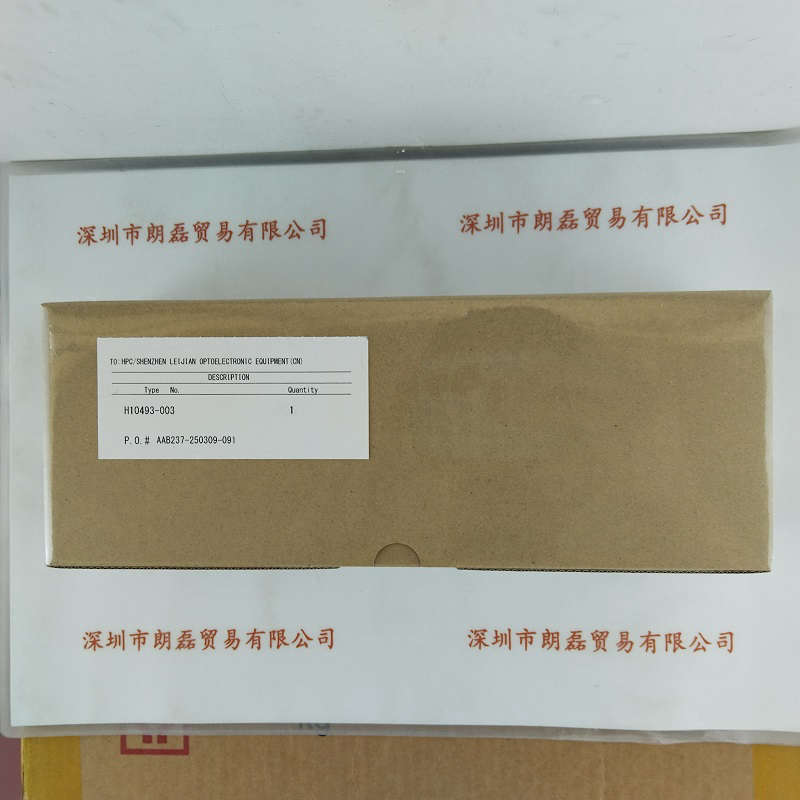 深圳市朗磊贸易有限公司
深圳市朗磊贸易有限公司
TO:HPC/SHENZHEN LEIJIAN OPTOELECTRONIC EQUIPMENT(CN)
DESCRIPTION
Type No. Quantity
H10493-003 1
P.O.# AAB237-250309-091
深圳市朗磊贸易有限公司
深圳市朗磊贸易有限公司